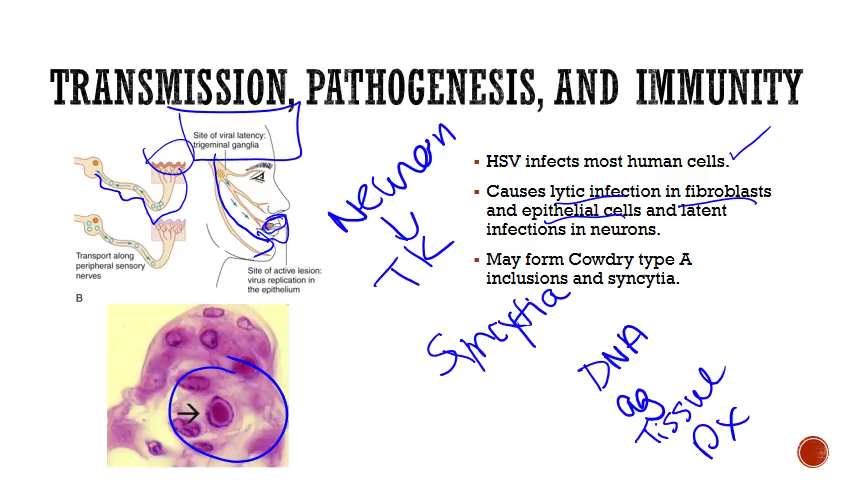 TRANSMISSION, PATHOGENESIS, AND IMMUNITY
Site of viral latency:
trigeminal ganglia
Transport along
peripheral sensory
nerves
Site of active lesion:
virus replication in
the epithelium
B
▪ HSV infects most human cells.
▪ Causes lytic infection in fibroblasts
and epithelial cells and latent
infections in neurons.
▪ May form Cowdry type A
inclusions and syncytia.
Neuron
TK
Syncytia
DNA
ag
Tissue
DX